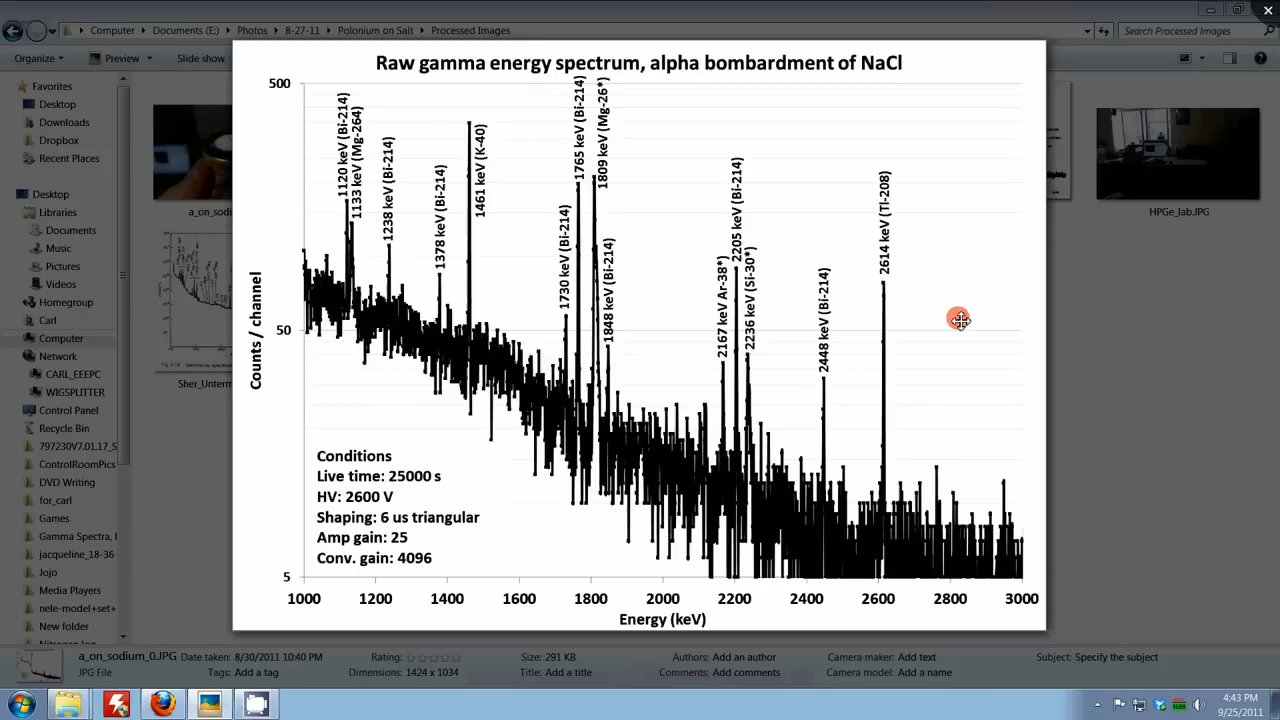 Computer ▸ Documents (E:) ▸ Photos ▸ 8-27-11 ▸ Polonium on Salt ▸ Processed Images
Search Processed Images
Organize
Preview
Slide show
Favorites
Desktop
Downloads
Dropbox
Recent Places
Desktop
Libraries
Documents
Music
Pictures
Videos
Homegroup
Carl
Computer
Network
CARL_EEEPC
WIGSPLITTER
Control Panel
Recycle Bin
797230V7.01.17_S
ControlRoomPics
DVD Writing
for_carl
Games
Gamma Spectra, I
jacqueline_18-36
Jojo
Media Players
nele-model+set+
New folder
a_on_sodiu
Sher_Unterm
HPGe_lab.JPG
Raw gamma energy spectrum, alpha bombardment of NaCl
500
50
5
Counts / channel
1120 keV (Bi-214)
1133 keV (Mg-264)
1238 keV (Bi-214)
1378 keV (Bi-214)
1461 keV (K-40)
1730 keV (Bi-214)
1765 keV (Bi-214)
1809 keV (Mg-26*)
1848 keV (Bi-214)
2167 keV Ar-38*)
2205 keV (Bi-214)
2236 keV (Si-30*)
2448 keV (Bi-214)
2614 keV (Tl-208)
Conditions
Live time: 25000 s
HV: 2600 V
Shaping: 6 us triangular
Amp gain: 25
Conv. gain: 4096
1000 1200 1400 1600 1800 2000 2200 2400 2600 2800 3000
Energy (keV)
a_on_sodium_0.JPG Date taken: 8/30/2011 10:40 PM Rating: Size: 291 KB Authors: Add an author Camera maker: Add text Subject: Specify the subject
JPG File Tags: Add a tag Dimensions: 1424 x 1034 Title: Add a title Comments: Add comments Camera model: Add a name
4:43 PM
9/25/2011